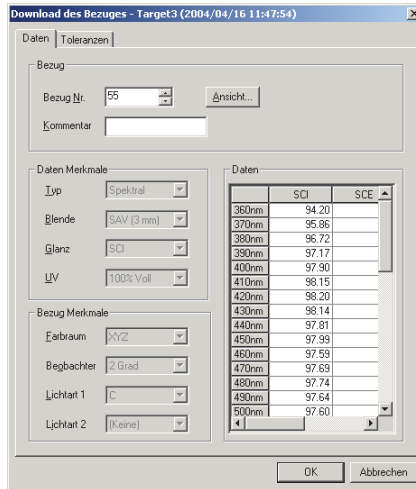 Download des Bezuges - Target3 (2004/04/16 11:47:54)
Daten Toleranzen
Bezug
Bezug Nr. 55 Ansicht...
Kommentar
Daten Merkmale
Typ Spektral
Blende SAV (3 mm)
Glanz SCI
UV 100% Voll
Bezug Merkmale
Farbraum XYZ
Beobachter 2 Grad
Lichtart 1 C
Lichtart 2 (Keine)
Daten
SCI SCE
360nm 94.20
370nm 95.86
380nm 96.72
390nm 97.17
400nm 97.90
410nm 98.15
420nm 98.20
430nm 98.14
440nm 97.81
450nm 97.99
460nm 97.59
470nm 97.69
480nm 97.74
490nm 97.64
500nm 97.60
OK Abbrechen